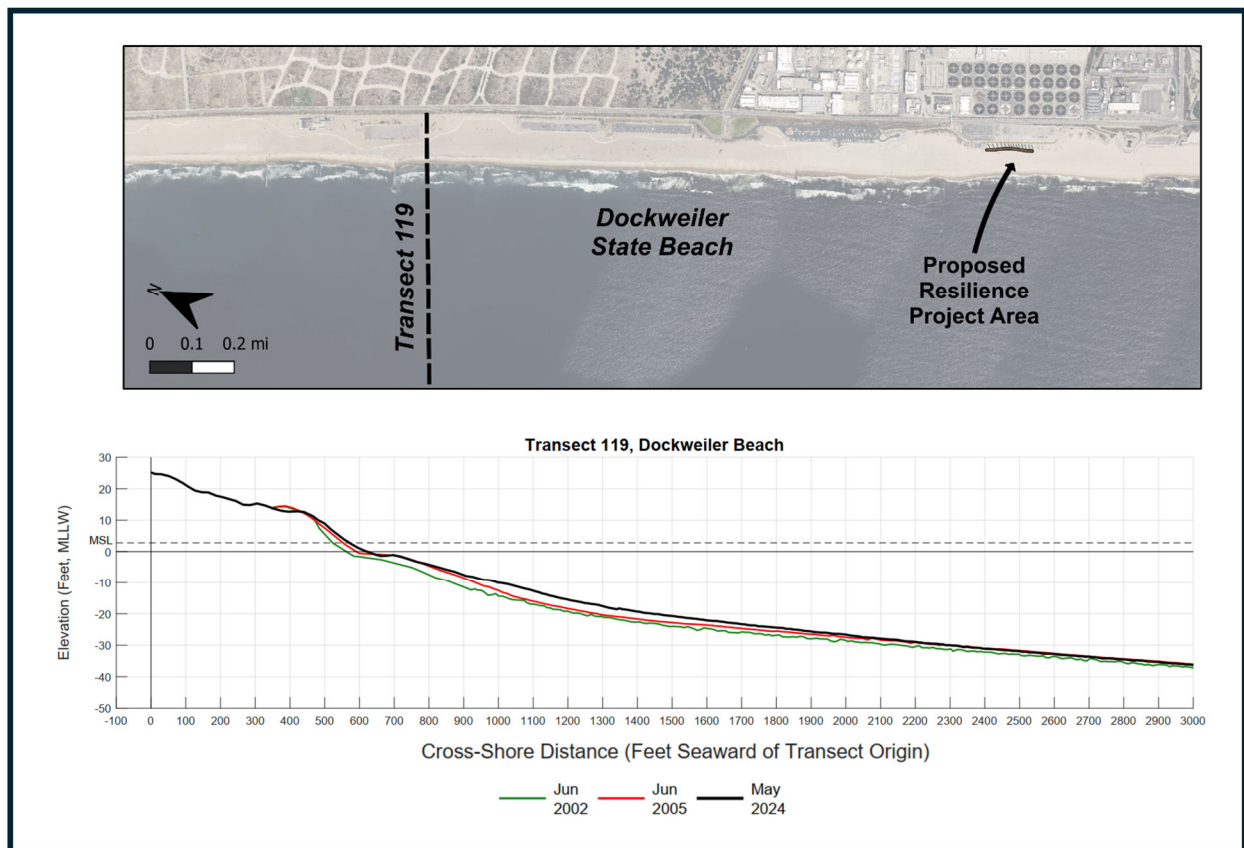 Transect 119
Dockweiler
State Beach
Proposed
Resilience
Project Area
N
0 0.1 0.2 mi
Transect 119, Dockweiler Beach
Elevation (Feet, MLLW)
30
20
10
MSL
0
-10
-20
-30
-40
-50
-100 0 100 200 300 400 500 600 700 800 900 1000 1100 1200 1300 1400 1500 1600 1700 1800 1900 2000 2100 2200 2300 2400 2500 2600 2700 2800 2900 3000
Cross-Shore Distance (Feet Seaward of Transect Origin)
Jun
2002
Jun
2005
May
2024